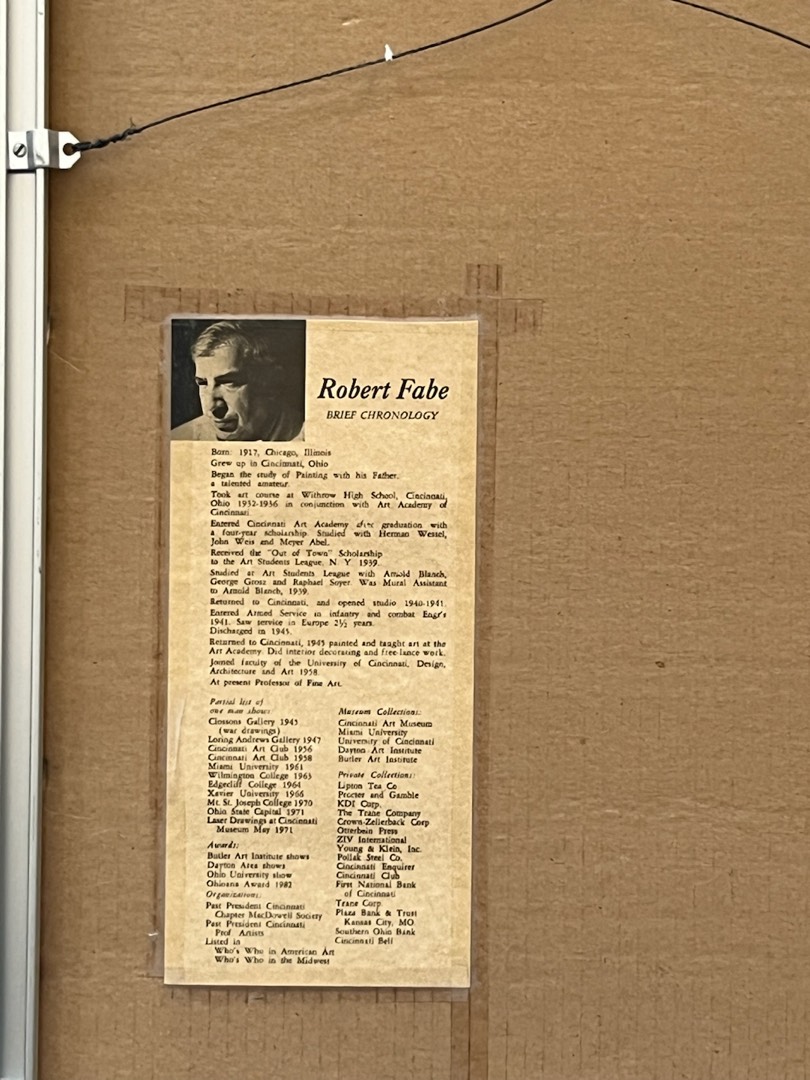 Robert Fabe
BRIEF CHRONOLOGY
Born: 1917, Chicago, Illinois
Grew up in Cincinnati, Ohio
Began the study of Painting with his Father,
a talented amateur.
Took art course at Withrow High School, Cincinnati,
Ohio 1932-1936 in conjunction with Art Academy of
Cincinnati.
Entered Cincinnati Art Academy after graduation with
a four-year scholarship. Studied with Herman Wessel,
John Weis and Meyer Abel.
Received the "Out of Town" Scholarship
to the Art Students League, N. Y. 1939.
Studied at Art Students League with Arnold Blanch,
George Grosz and Raphael Soyer. Was Mural Assistant
to Arnold Blanch, 1939.
Returned to Cincinnati, and opened studio 1940-1941.
Entered Armed Service in infantry and combat Engr's
1941. Saw service in Europe 2½ years.
Discharged in 1945.
Returned to Cincinnati, 1945 painted and taught art at the
Art Academy. Did interior decorating and free lance work.
Joined faculty of the University of Cincinnati, Design,
Architecture and Art 1958.
At present Professor of Fine Art.
Partial list of
one man shows:
Clossons Gallery 1945
(war drawings)
Loring Andrews Gallery 1947
Cincinnati Art Club 1956
Cincinnati Art Club 1958
Miami University 1961
Wilmington College 1963
Edgecliff College 1964
Xavier University 1966
Mt. St. Joseph College 1970
Ohio State Capital 1971
Laser Drawings at Cincinnati
Museum May 1971
Awards:
Butler Art Institute shows
Dayton Area shows
Ohio University show
Ohioana Award 1982
Organizations:
Past President Cincinnati
Chapter MacDowell Society
Past President Cincinnati
Prof. Artists
Listed in
Who's Who in American Art
Who's Who in the Midwest
Museum Collections:
Cincinnati Art Museum
Miami University
University of Cincinnati
Dayton Art Institute
Butler Art Institute
Private Collections:
Lipton Tea Co
Procter and Gamble
KDI Corp.
The Trane Company
Crown-Zellerback Corp
Otterbein Press
ZIV International
Young & Klein, Inc.
Pollak Steel Co.
Cincinnati Enquirer
Cincinnati Club
First National Bank
of Cincinnati
Trane Corp.
Plaza Bank & Trust
Kansas City, MO
Southern Ohio Bank
Cincinnati Bell